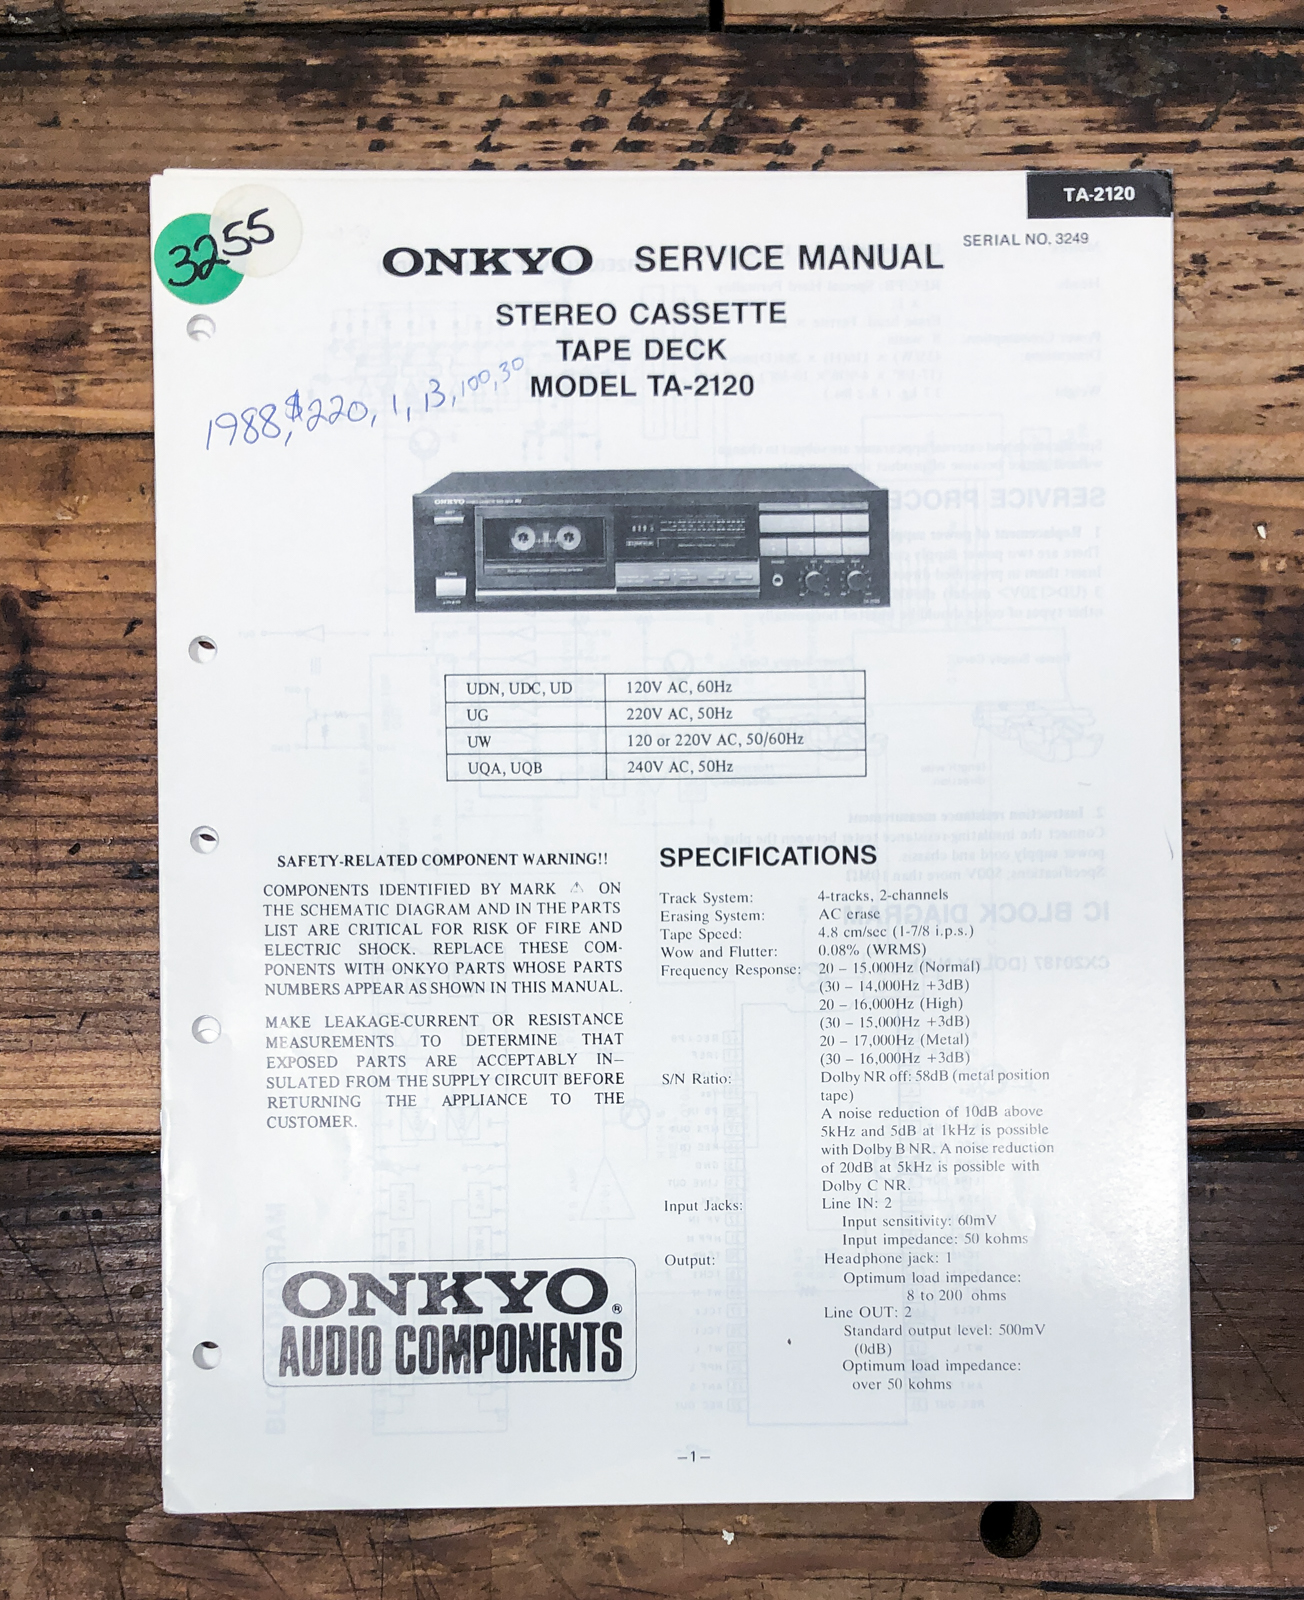 TA-2120
3255
ONKYO SERVICE MANUAL
SERIAL NO. 3249
STEREO CASSETTE
TAPE DECK
MODEL TA-2120
1988, $220, 1, 13, 100, 30
ONKYO
UDN, UDC, UD 120V AC, 60Hz
UG 220V AC, 50Hz
UW 120 or 220V AC, 50/60Hz
UQA, UQB 240V AC, 50Hz
SAFETY-RELATED COMPONENT WARNING!!
COMPONENTS IDENTIFIED BY MARK ⚠ ON
THE SCHEMATIC DIAGRAM AND IN THE PARTS
LIST ARE CRITICAL FOR RISK OF FIRE AND
ELECTRIC SHOCK. REPLACE THESE COM-
PONENTS WITH ONKYO PARTS WHOSE PARTS
NUMBERS APPEAR AS SHOWN IN THIS MANUAL.
MAKE LEAKAGE-CURRENT OR RESISTANCE
MEASUREMENTS TO DETERMINE THAT
EXPOSED PARTS ARE ACCEPTABLY IN–
SULATED FROM THE SUPPLY CIRCUIT BEFORE
RETURNING THE APPLIANCE TO THE
CUSTOMER.
ONKYO®
AUDIO COMPONENTS
SPECIFICATIONS
Track System: 4-tracks, 2-channels
Erasing System: AC erase
Tape Speed: 4.8 cm/sec (1-7/8 i.p.s.)
Wow and Flutter: 0.08% (WRMS)
Frequency Response: 20 – 15,000Hz (Normal)
(30 – 14,000Hz +3dB)
20 – 16,000Hz (High)
(30 – 15,000Hz +3dB)
20 – 17,000Hz (Metal)
(30 – 16,000Hz +3dB)
S/N Ratio: Dolby NR off: 58dB (metal position
tape)
A noise reduction of 10dB above
5kHz and 5dB at 1kHz is possible
with Dolby B NR. A noise reduction
of 20dB at 5kHz is possible with
Dolby C NR.
Input Jacks: Line IN: 2
Input sensitivity: 60mV
Input impedance: 50 kohms
Output: Headphone jack: 1
Optimum load impedance:
8 to 200 ohms
Line OUT: 2
Standard output level: 500mV
(0dB)
Optimum load impedance:
over 50 kohms
–1–